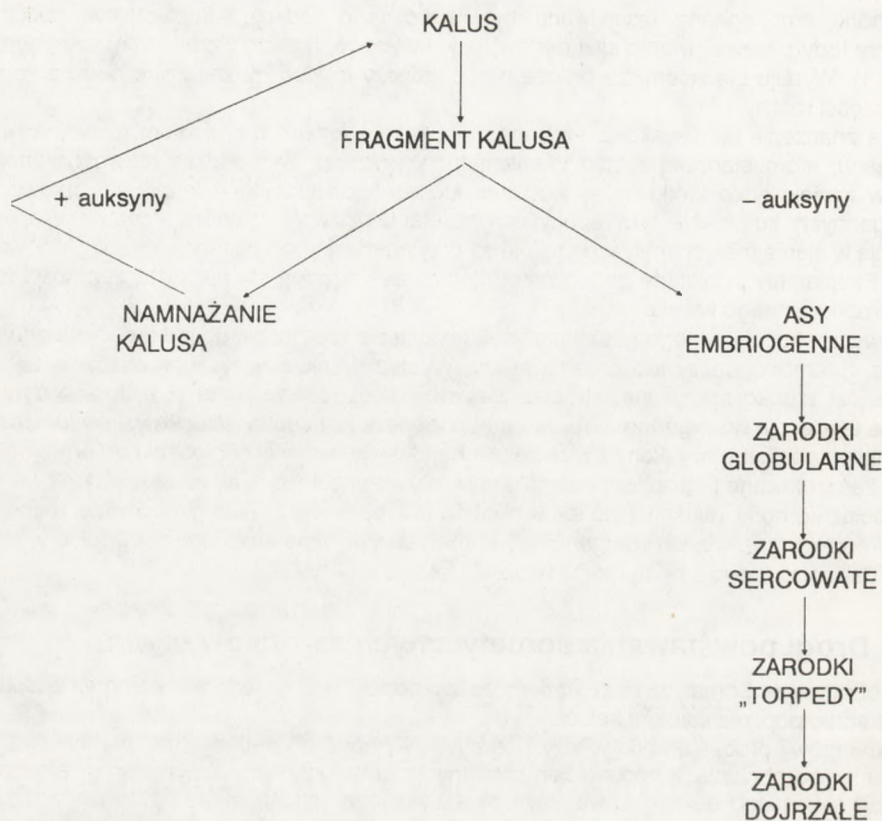 KALUS
FRAGMENT KALUSA
+ auksyny
– auksyny
NAMNAŻANIE
KALUSA
ASY
EMBRIOGENNE
ZARODKI
GLOBULARNE
ZARODKI
SERCOWATE
ZARODKI
„TORPEDY”
ZARODKI
DOJRZAŁE